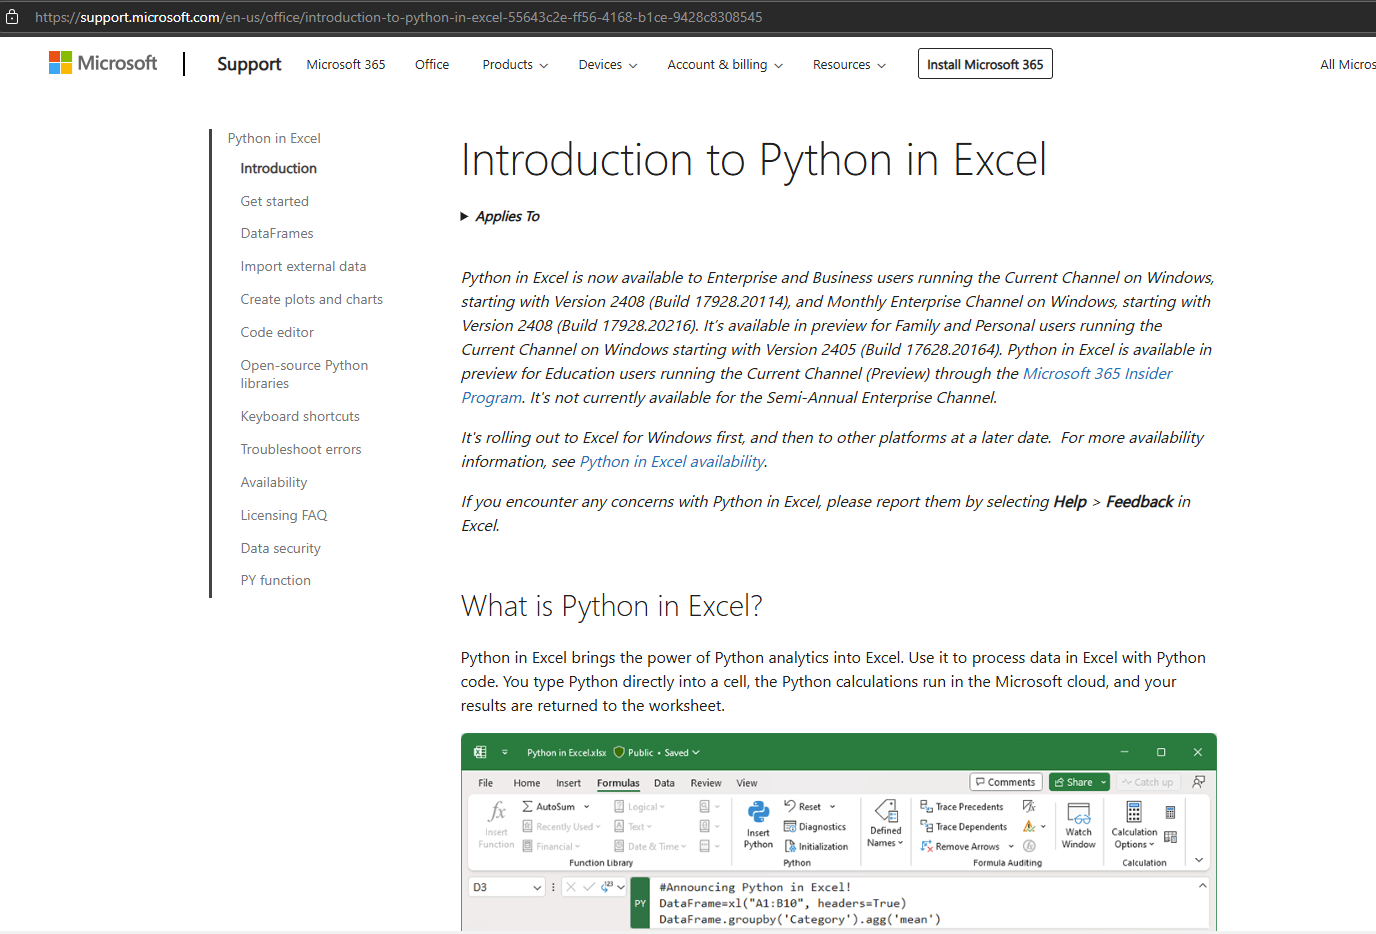 https://support.microsoft.com/en-us/office/introduction-to-python-in-excel-55643c2e-ff56-4168-b1ce-9428c8308545
Microsoft
Support
Microsoft 365
Office
Products
Devices
Account & billing
Resources
Install Microsoft 365
All Micros
Python in Excel
Introduction
Get started
DataFrames
Import external data
Create plots and charts
Code editor
Open-source Python
libraries
Keyboard shortcuts
Troubleshoot errors
Availability
Licensing FAQ
Data security
PY function
Introduction to Python in Excel
Applies To
Python in Excel is now available to Enterprise and Business users running the Current Channel on Windows,
starting with Version 2408 (Build 17928.20114), and Monthly Enterprise Channel on Windows, starting with
Version 2408 (Build 17928.20216). It's available in preview for Family and Personal users running the
Current Channel on Windows starting with Version 2405 (Build 17628.20164). Python in Excel is available in
preview for Education users running the Current Channel (Preview) through the Microsoft 365 Insider
Program. It's not currently available for the Semi-Annual Enterprise Channel.
It's rolling out to Excel for Windows first, and then to other platforms at a later date. For more availability
information, see Python in Excel availability.
If you encounter any concerns with Python in Excel, please report them by selecting Help > Feedback in
Excel.
What is Python in Excel?
Python in Excel brings the power of Python analytics into Excel. Use it to process data in Excel with Python
code. You type Python directly into a cell, the Python calculations run in the Microsoft cloud, and your
results are returned to the worksheet.
Python in Excel.xlsx Public • Saved
File Home Insert Formulas Data Review View
Comments Share Catch up
Insert
Function
AutoSum
Recently Used
Financial
Logical
Text
Date & Time
Function Library
Insert
Python
Reset
Diagnostics
Initialization
Python
Defined
Names
Trace Precedents
Trace Dependents
Remove Arrows
Formula Auditing
Watch
Window
Calculation
Options
Calculation
D3
PY
#Announcing Python in Excel!
DataFrame=xl("A1:B10", headers=True)
DataFrame.groupby('Category').agg('mean')